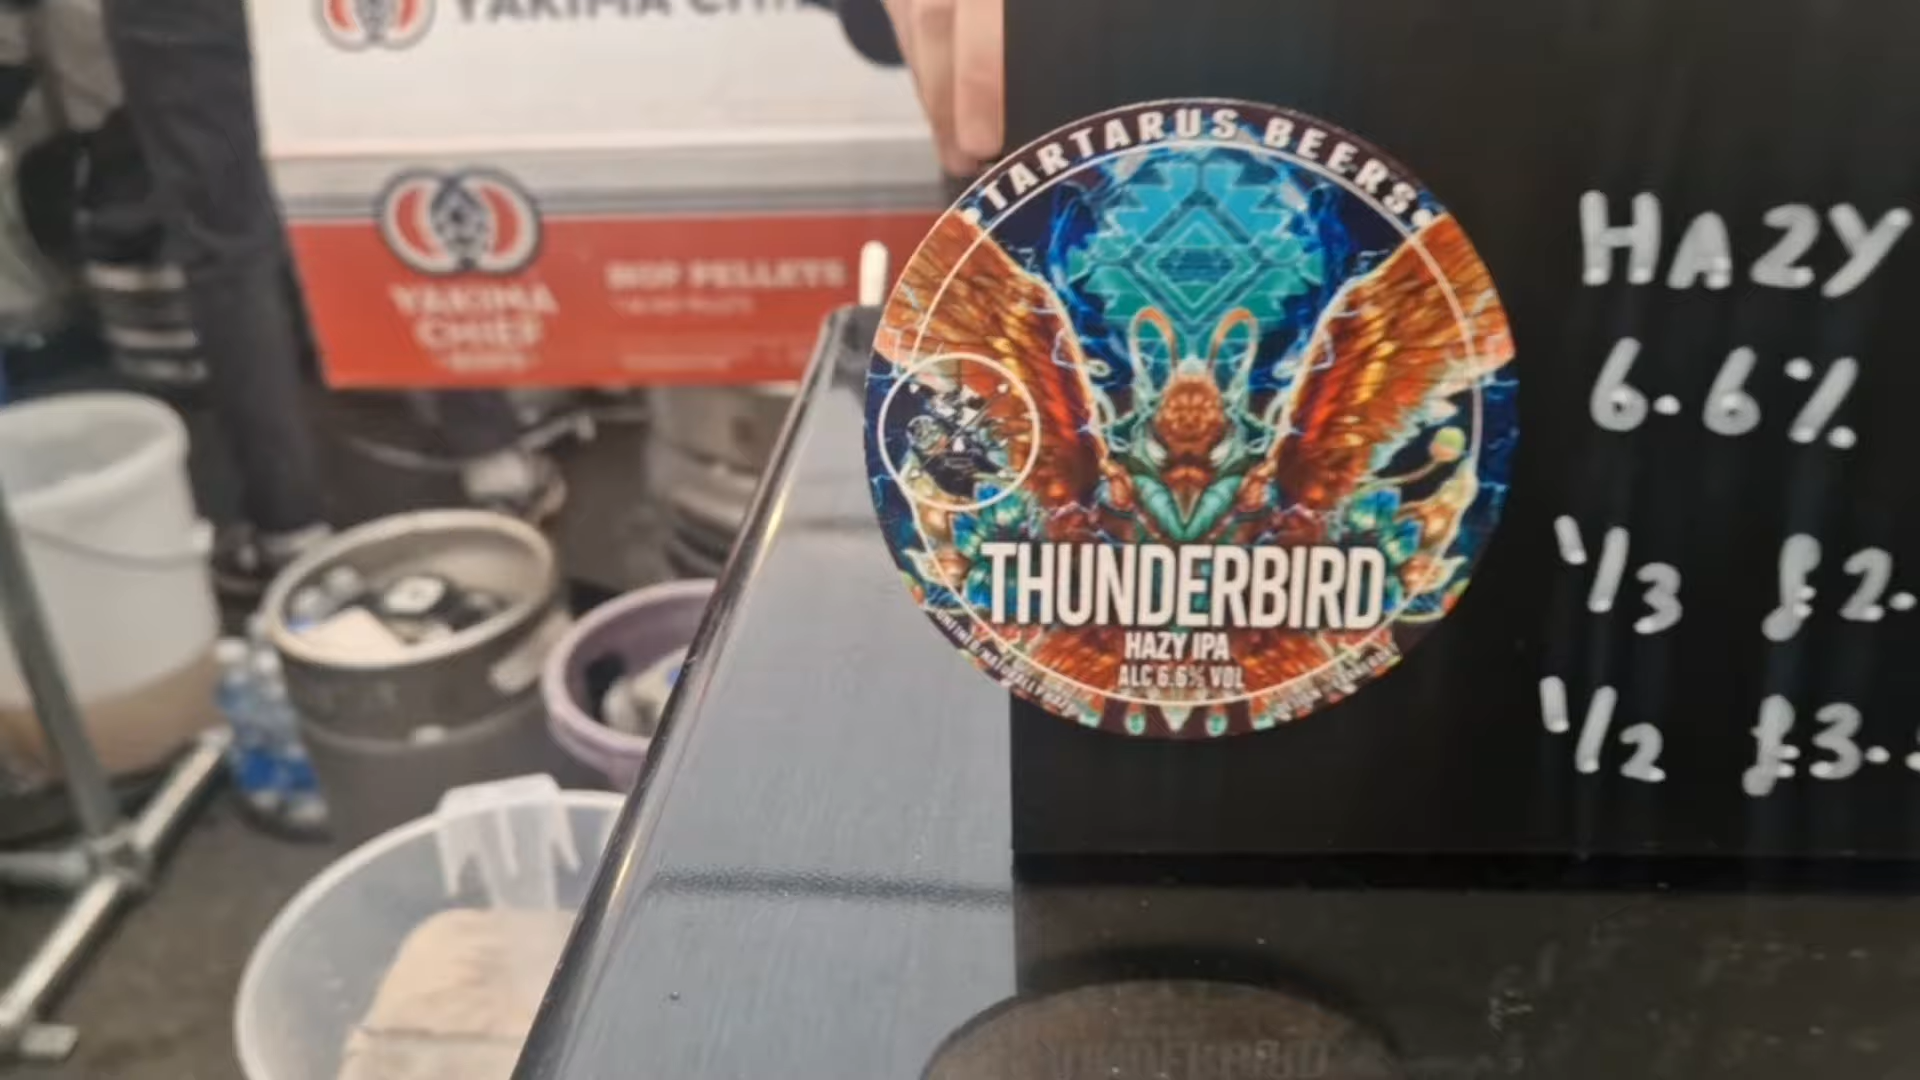 YAKIMA
TARTARUS BEERS
YAKIMA
CHIEF
HOPS
HOP PELLETS
THUNDERBIRD
HAZY IPA
ALC 6.6% VOL
HAZY
6.6%
1/3 £2.
1/2 £3.